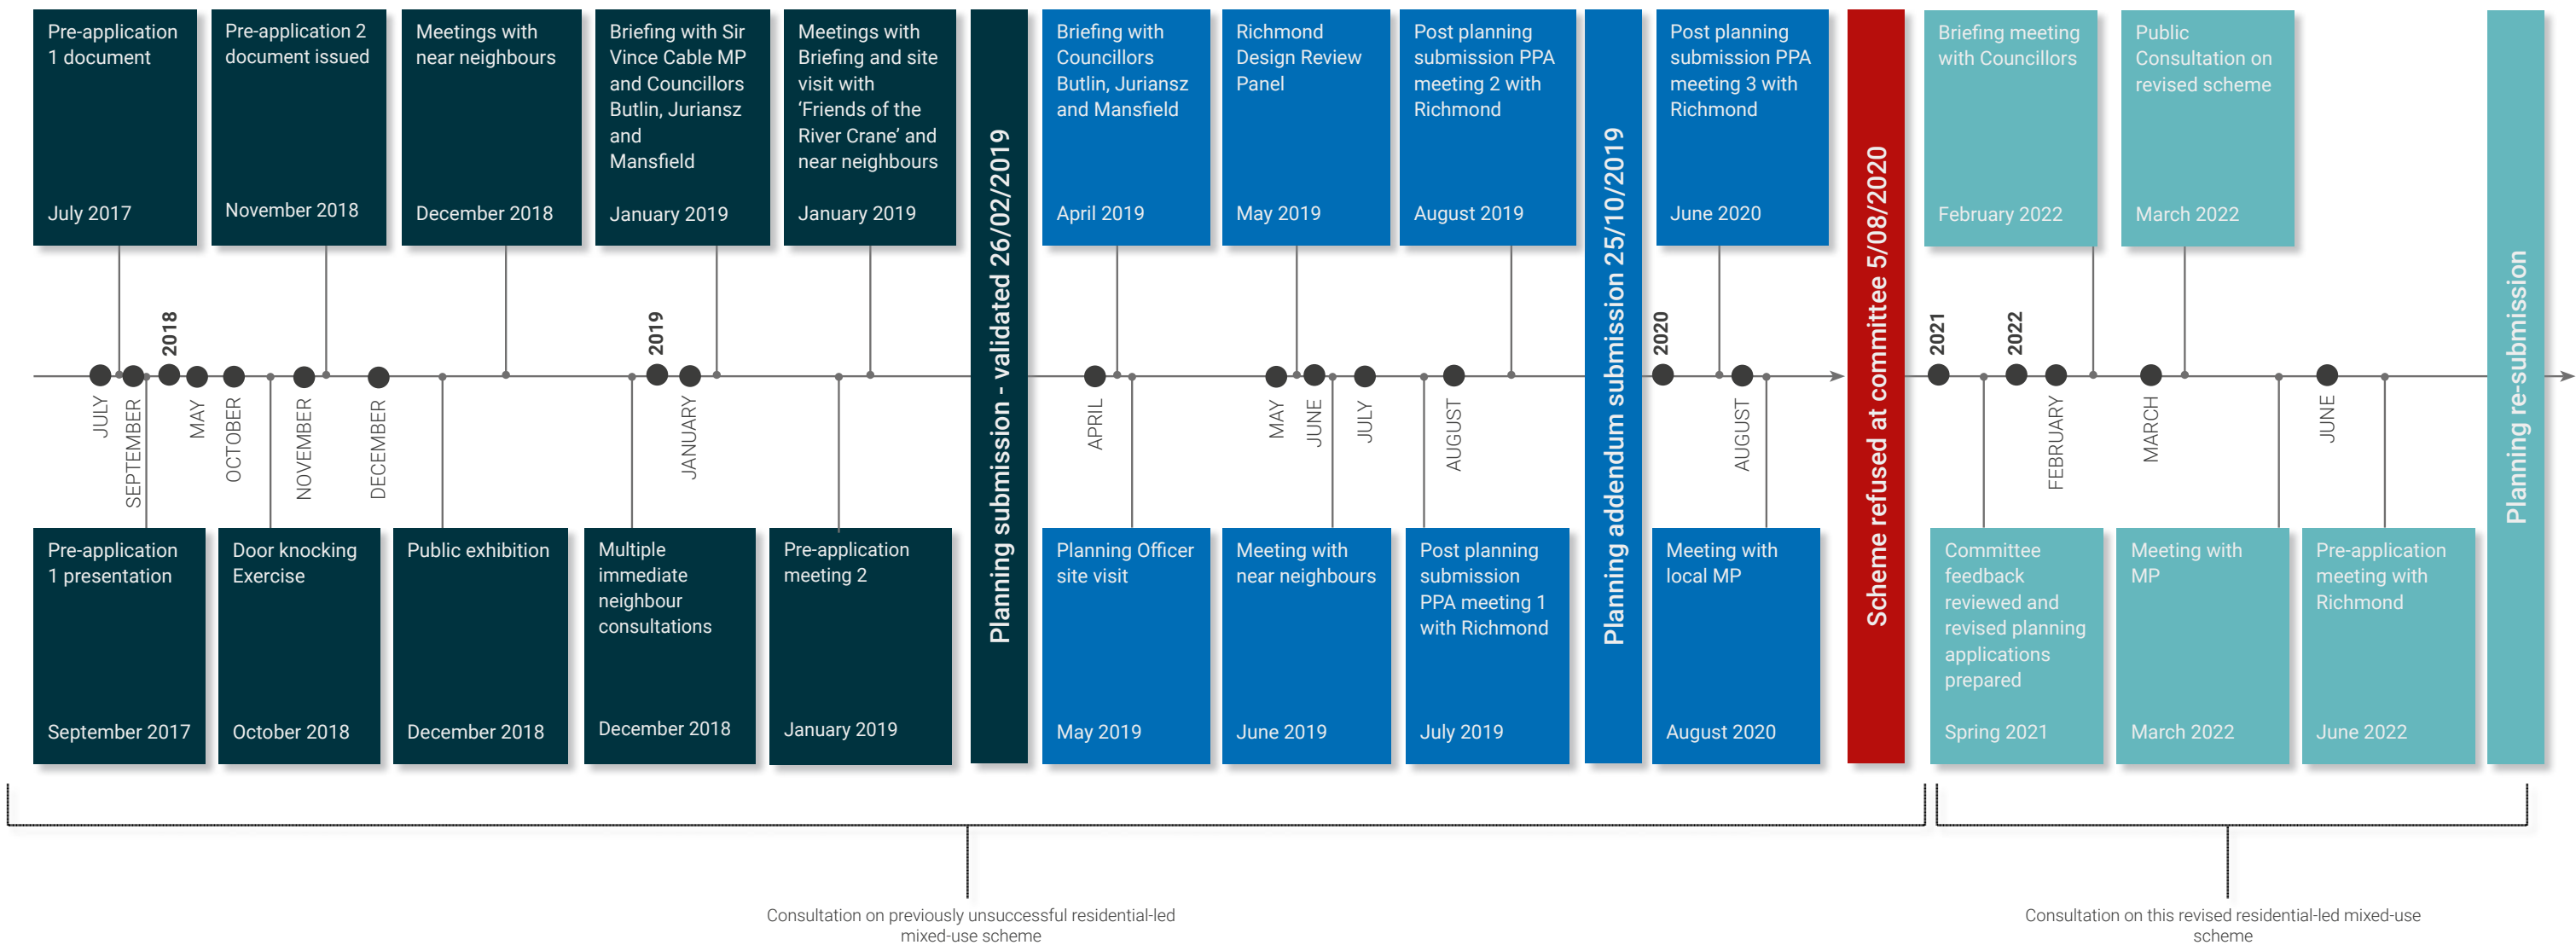 Pre-application
1 document
July 2017
Pre-application 2
document issued
November 2018
Meetings with
near neighbours
December 2018
Briefing with Sir
Vince Cable MP
and Councillors
Butlin, Juriansz
and
Mansfield
January 2019
Meetings with
Briefing and site
visit with
‘Friends of the
River Crane’ and
near neighbours
January 2019
Planning submission - validated 26/02/2019
Briefing with
Councillors
Butlin, Juriansz
and Mansfield
April 2019
Richmond
Design Review
Panel
May 2019
Post planning
submission PPA
meeting 2 with
Richmond
August 2019
Planning addendum submission 25/10/2019
Post planning
submission PPA
meeting 3 with
Richmond
June 2020
Scheme refused at committee 5/08/2020
Briefing meeting
with Councillors
February 2022
Public
Consultation on
revised scheme
March 2022
Planning re-submission
JULY
SEPTEMBER
2018
MAY
OCTOBER
NOVEMBER
DECEMBER
2019
JANUARY
APRIL
MAY
JUNE
JULY
AUGUST
2020
AUGUST
2021
2022
FEBRUARY
MARCH
JUNE
Pre-application
1 presentation
September 2017
Door knocking
Exercise
October 2018
Public exhibition
December 2018
Multiple
immediate
neighbour
consultations
December 2018
Pre-application
meeting 2
January 2019
Planning Officer
site visit
May 2019
Meeting with
near neighbours
June 2019
Post planning
submission
PPA meeting 1
with Richmond
July 2019
Meeting with
local MP
August 2020
Committee
feedback
reviewed and
revised planning
applications
prepared
Spring 2021
Meeting with
MP
March 2022
Pre-application
meeting with
Richmond
June 2022
Consultation on previously unsuccessful residential-led
mixed-use scheme
Consultation on this revised residential-led mixed-use
scheme